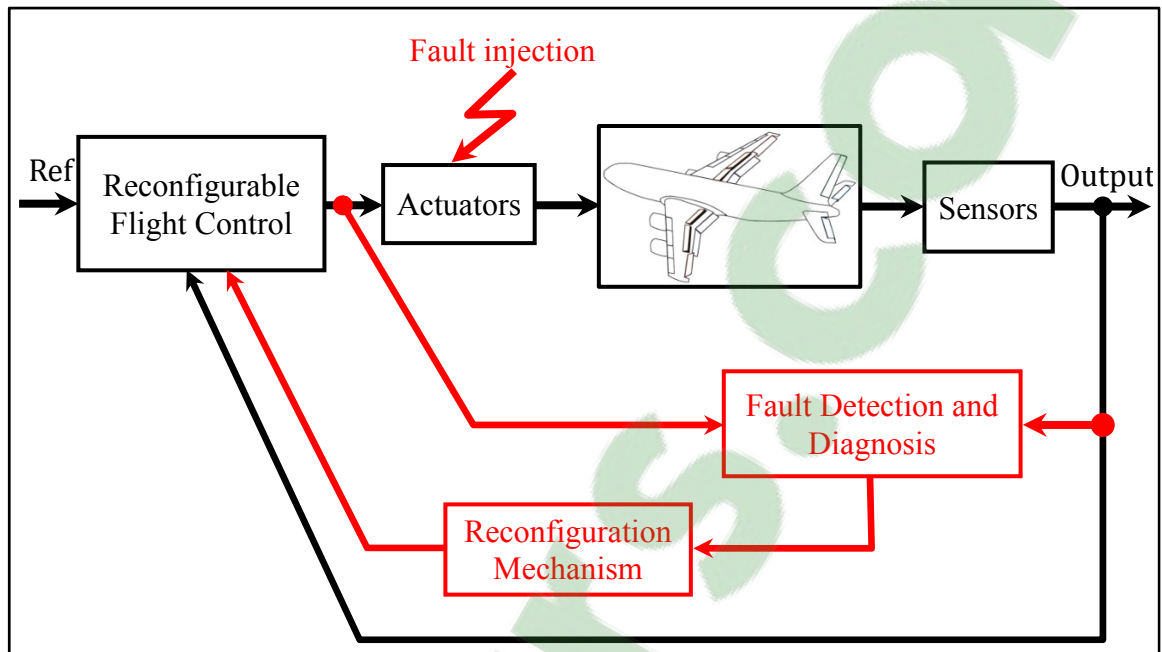 Fault injection
Ref
Reconfigurable
Flight Control
Actuators
Sensors
Output
Fault Detection and
Diagnosis
Reconfiguration
Mechanism